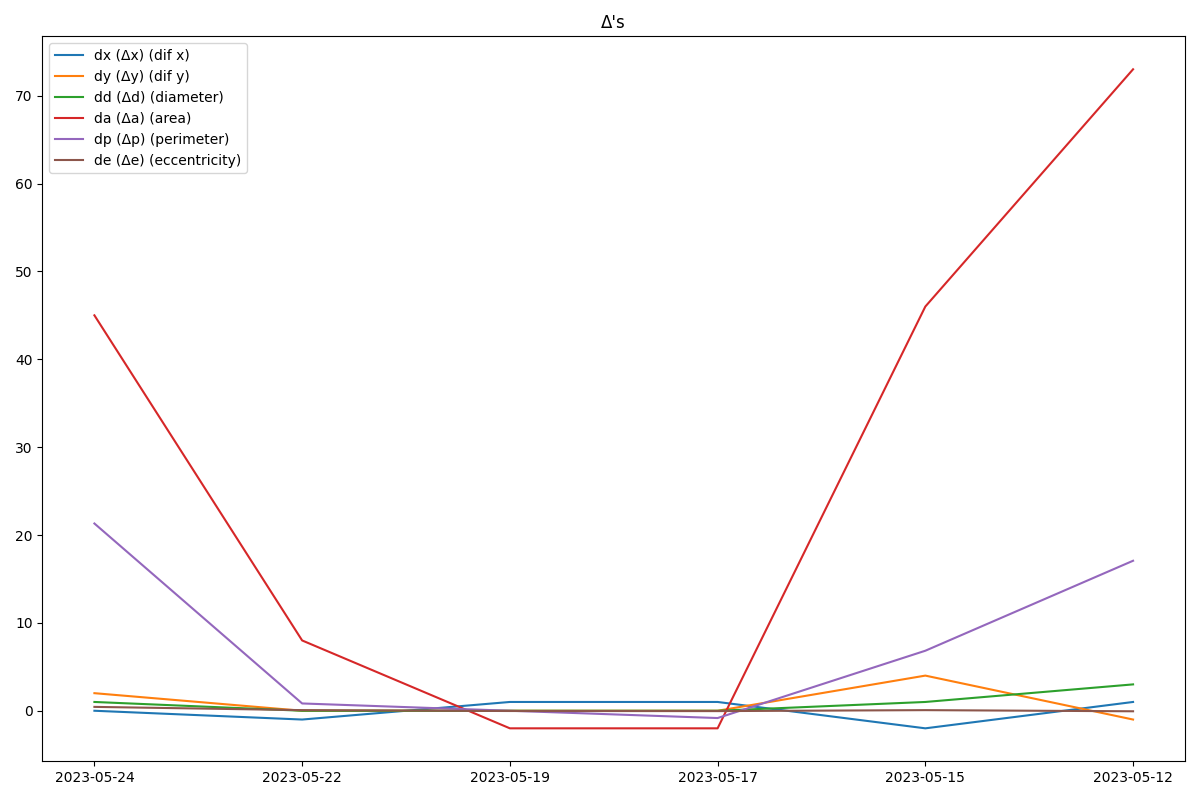 Δ's
dx (Δx) (dif x)
dy (Δy) (dif y)
dd (Δd) (diameter)
da (Δa) (area)
dp (Δp) (perimeter)
de (Δe) (eccentricity)
70
60
50
40
30
20
10
0
2023-05-24 2023-05-22 2023-05-19 2023-05-17 2023-05-15 2023-05-12